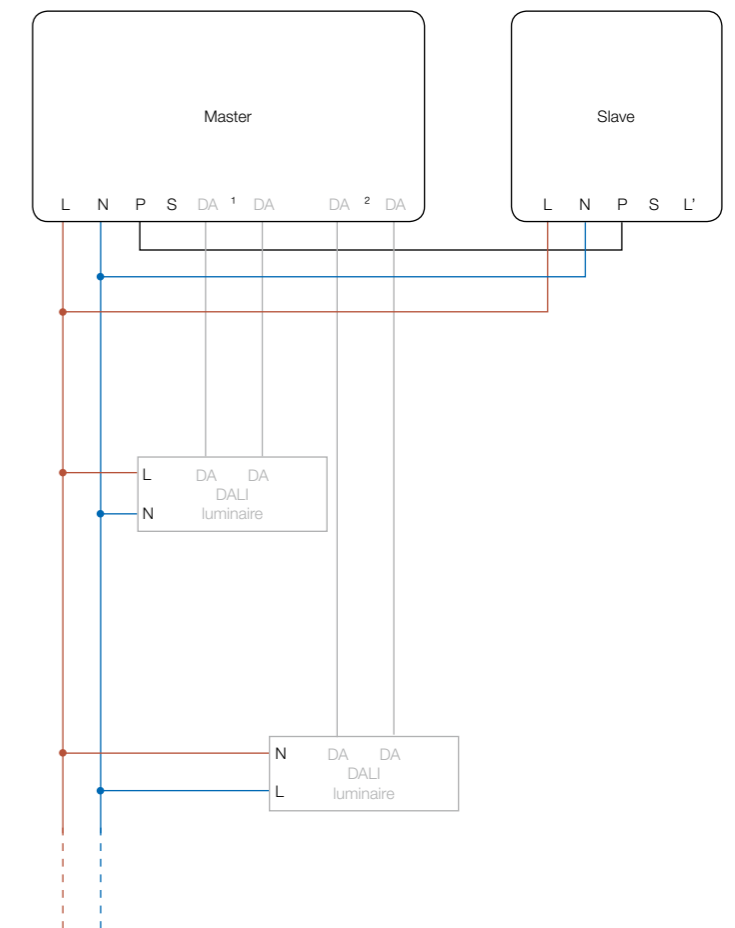 Master
Slave
L N P S DA ¹ DA DA ² DA
L N P S L'
L DA DA
DALI
N luminaire
N DA DA
DALI
L luminaire